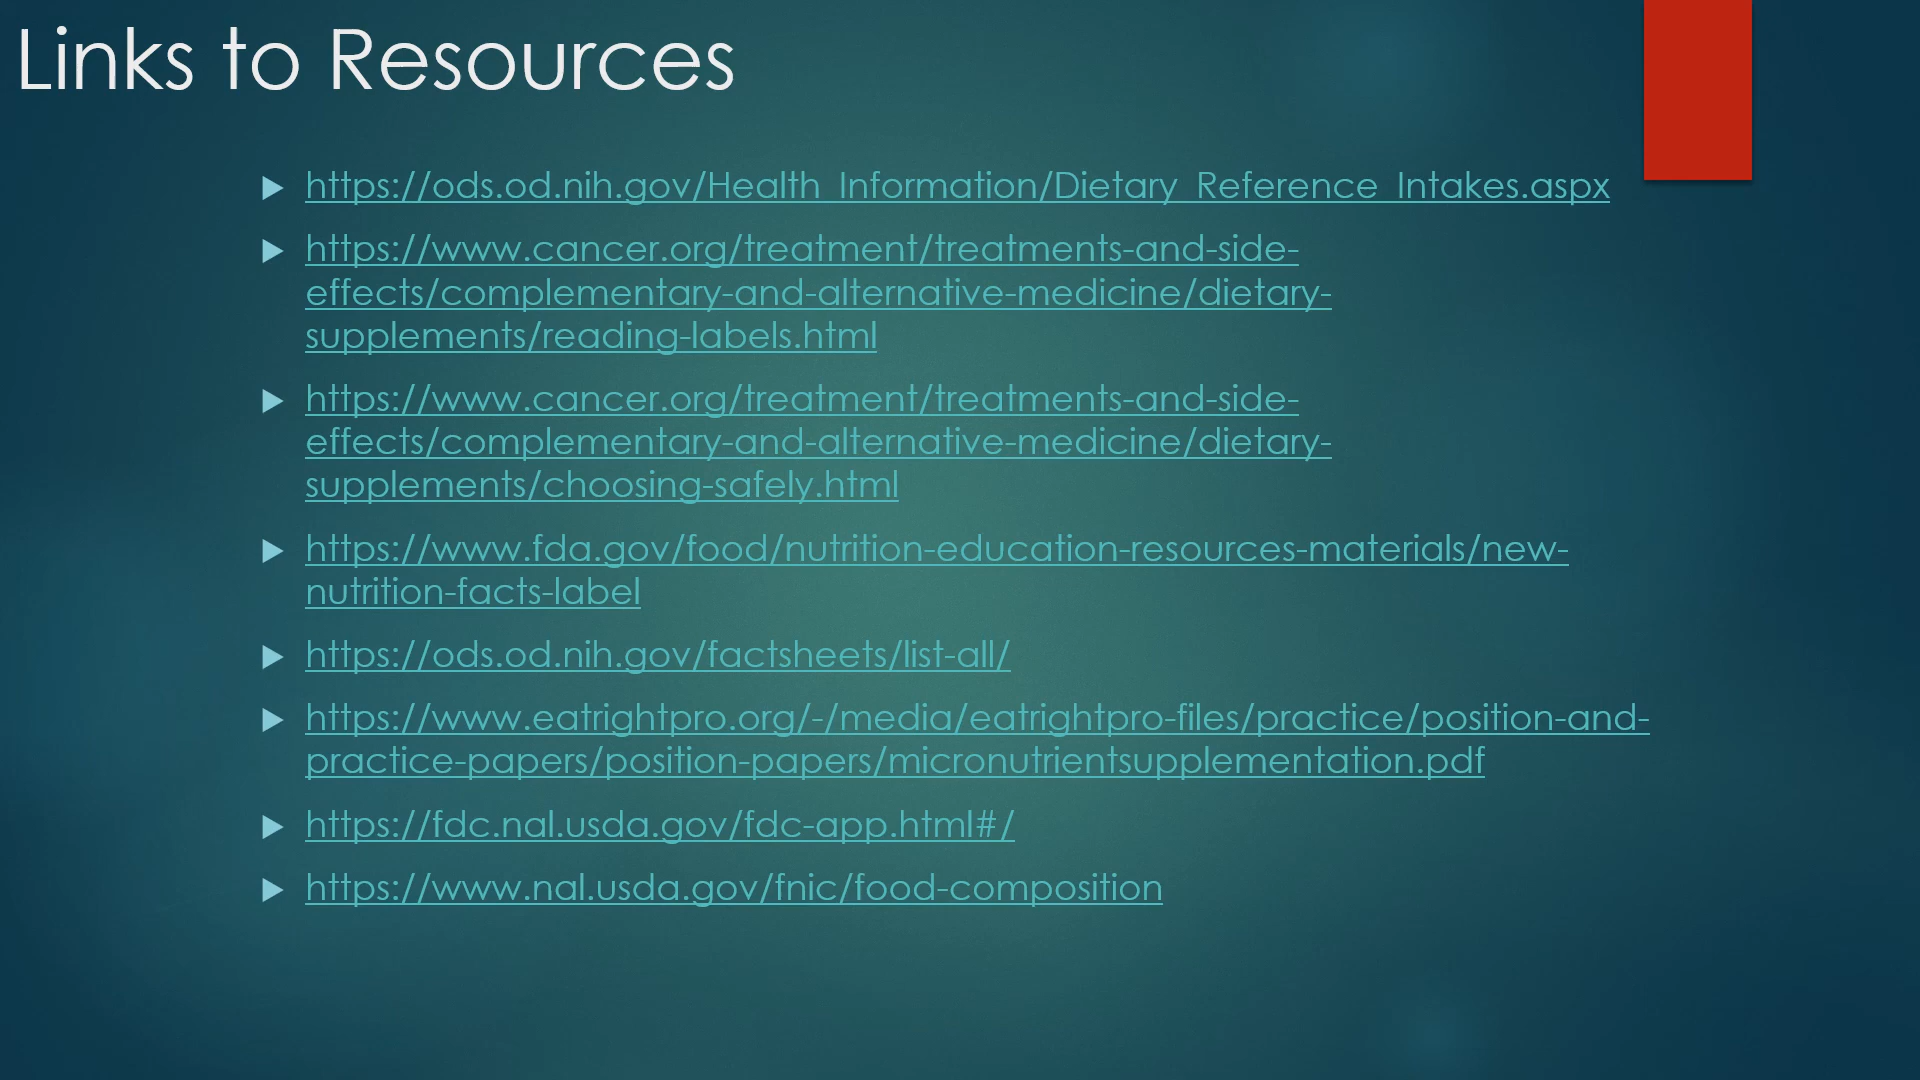 Links to Resources
https://ods.od.nih.gov/Health_Information/Dietary_Reference_Intakes.aspx
https://www.cancer.org/treatment/treatments-and-side-
effects/complementary-and-alternative-medicine/dietary-
supplements/reading-labels.html
https://www.cancer.org/treatment/treatments-and-side-
effects/complementary-and-alternative-medicine/dietary-
supplements/choosing-safely.html
https://www.fda.gov/food/nutrition-education-resources-materials/new-
nutrition-facts-label
https://ods.od.nih.gov/factsheets/list-all/
https://www.eatrightpro.org/-/media/eatrightpro-files/practice/position-and-
practice-papers/position-papers/micronutrientsupplementation.pdf
https://fdc.nal.usda.gov/fdc-app.html#/
https://www.nal.usda.gov/fnic/food-composition